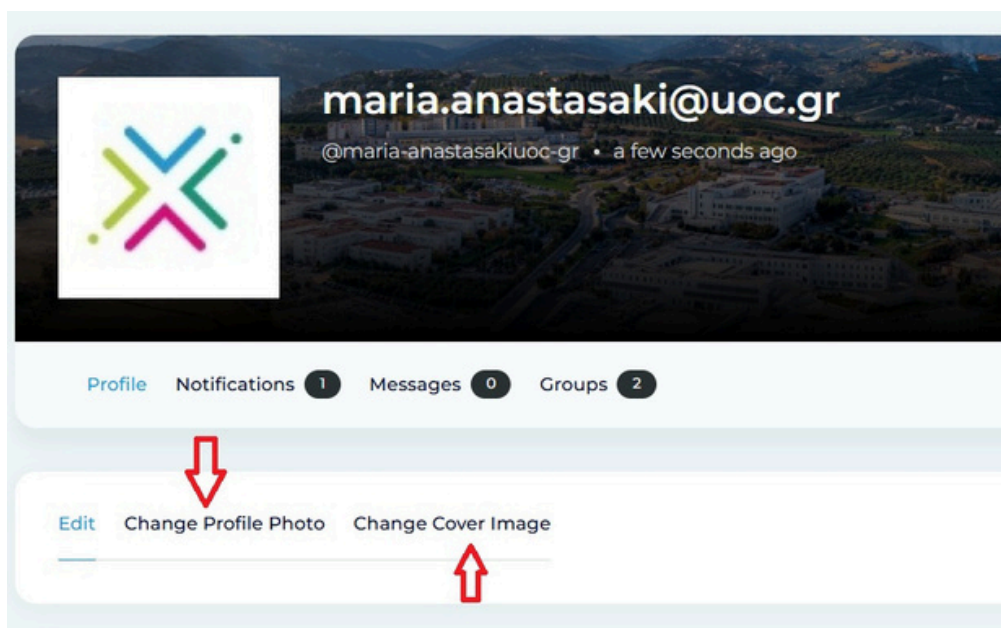 maria.anastasaki@uoc.gr
@maria-anastasakiuoc-gr • a few seconds ago
Profile Notifications 1 Messages 0 Groups 2
Edit Change Profile Photo Change Cover Image